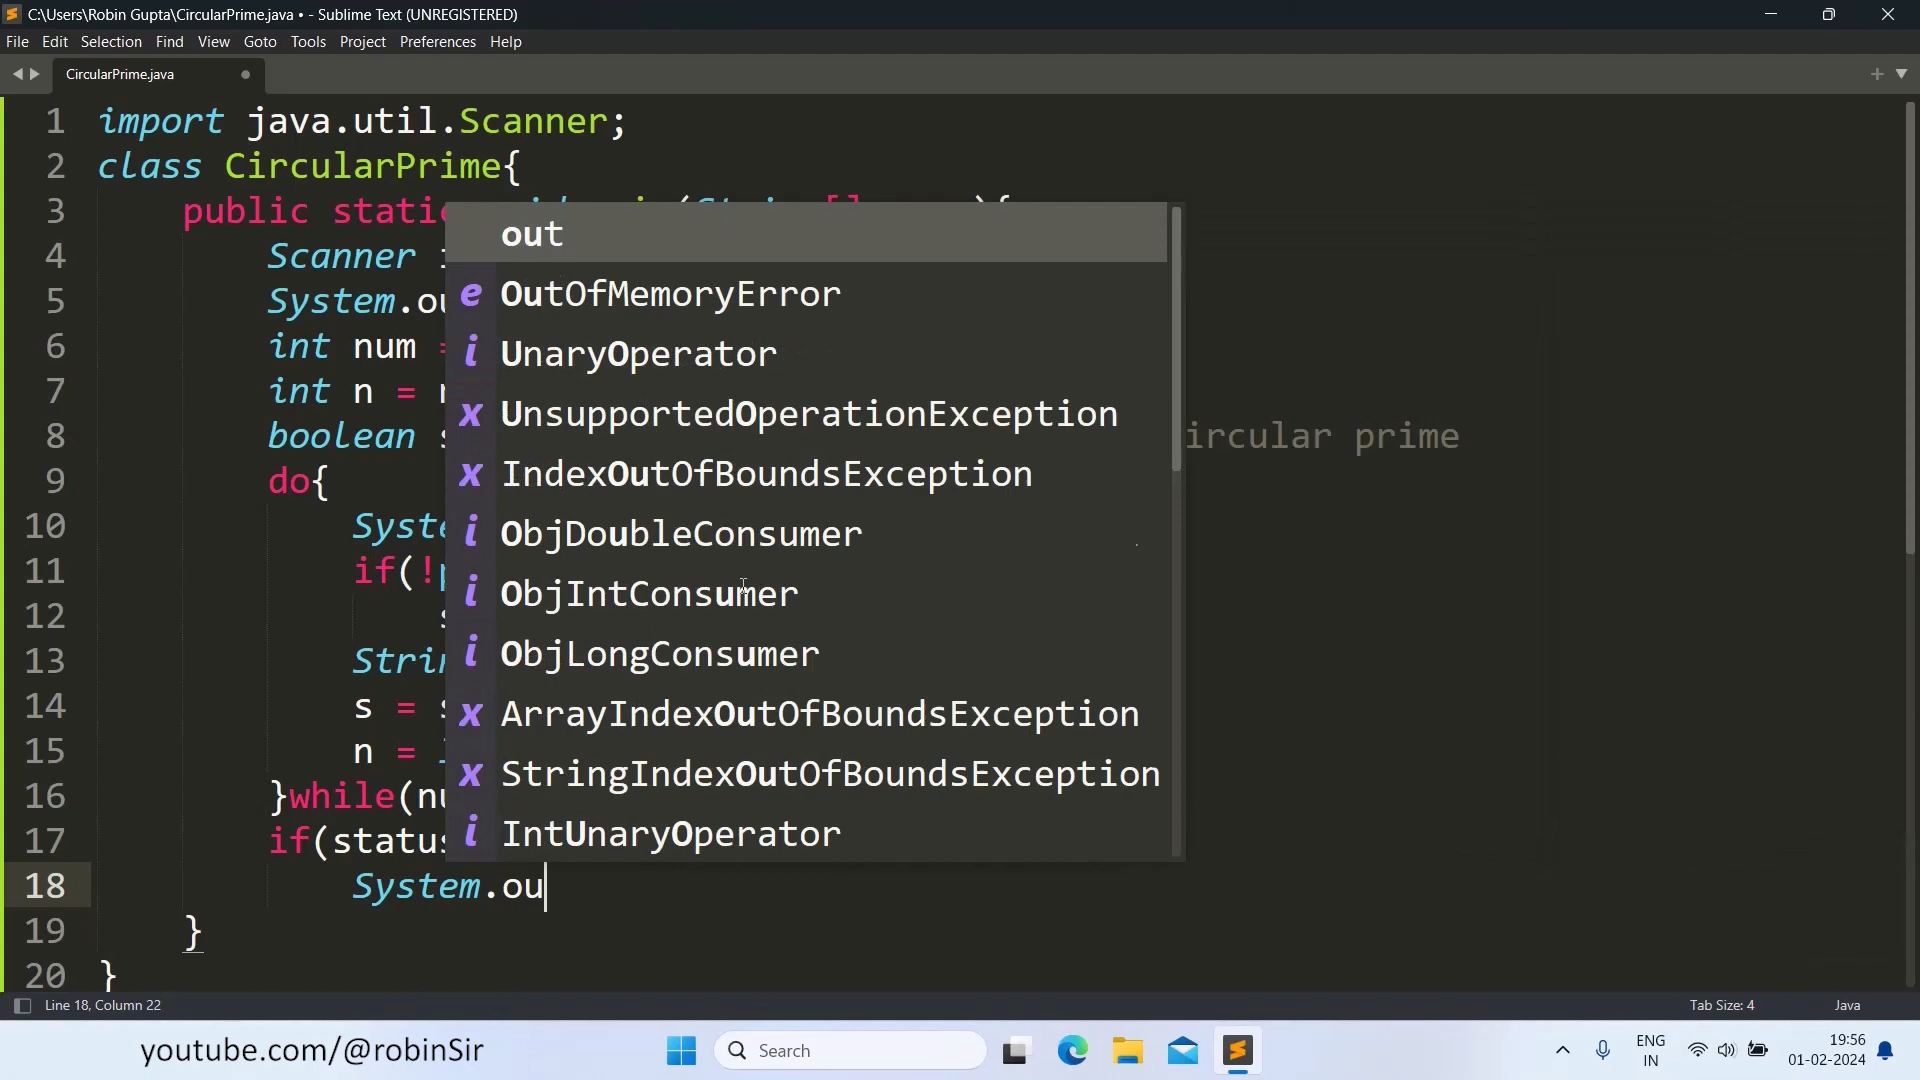 C:\Users\Robin Gupta\CircularPrime.java • - Sublime Text (UNREGISTERED)
File Edit Selection Find View Goto Tools Project Preferences Help
CircularPrime.java
1 import java.util.Scanner;
2 class CircularPrime{
3 public static
4 Scanner
5 System.ou
6 int num =
7 int n =
8 boolean ircular prime
9 do{
10 Syste
11 if(!
12
13 Strin
14 s =
15 n =
16 }while(nu
17 if(status
18 System.ou
19 }
20 }
out
e OutOfMemoryError
i UnaryOperator
x UnsupportedOperationException
x IndexOutOfBoundsException
i ObjDoubleConsumer
i ObjIntConsumer
i ObjLongConsumer
x ArrayIndexOutOfBoundsException
x StringIndexOutOfBoundsException
i IntUnaryOperator
Line 18, Column 22 Tab Size: 4 Java
youtube.com/@robinSir
Search
ENG
IN
19:56
01-02-2024